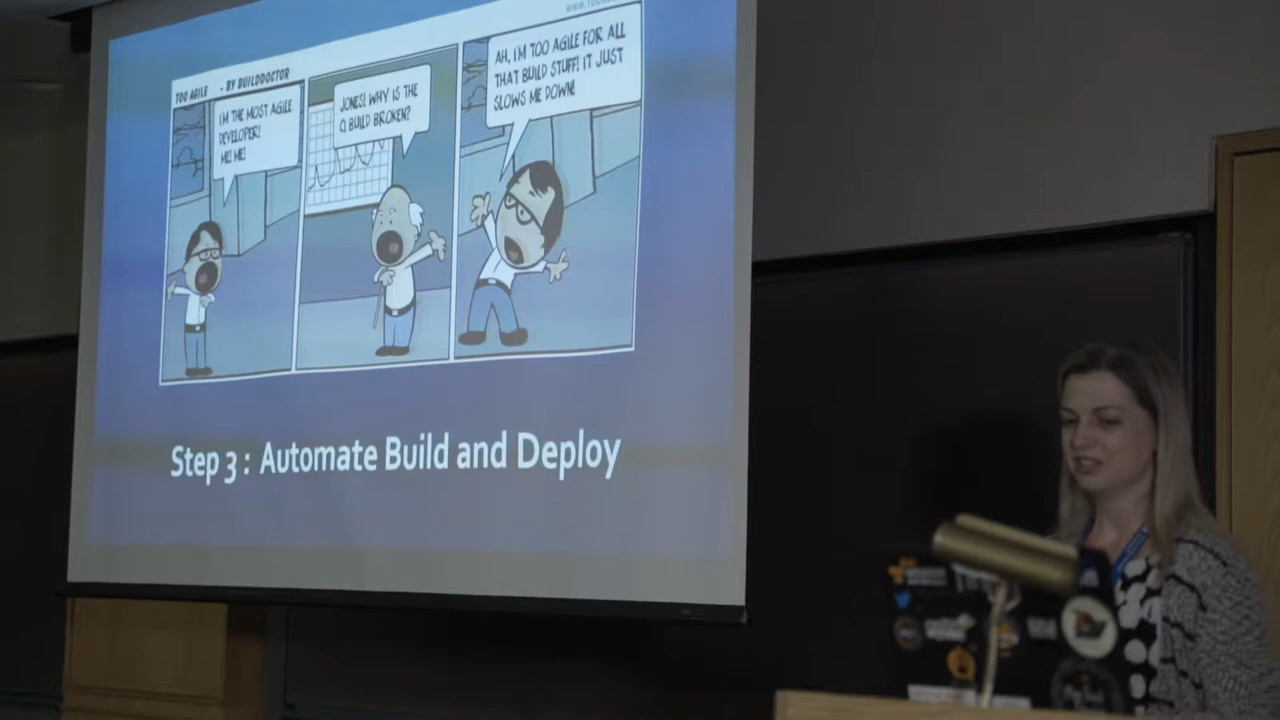 TOO AGILE - BY BUILDDOCTOR
I'M THE MOST AGILE
DEVELOPER!
ME! ME!
JONES! WHY IS THE
CI BUILD BROKEN?
AH, I'M TOO AGILE FOR ALL
THAT BUILD STUFF! IT JUST
SLOWS ME DOWN!
Step 3 : Automate Build and Deploy